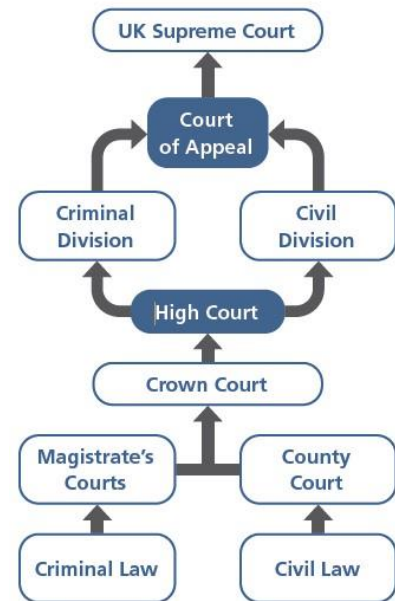 UK Supreme Court
Court
of Appeal
Criminal
Division
Civil
Division
High Court
Crown Court
Magistrate's
Courts
County
Court
Criminal Law
Civil Law